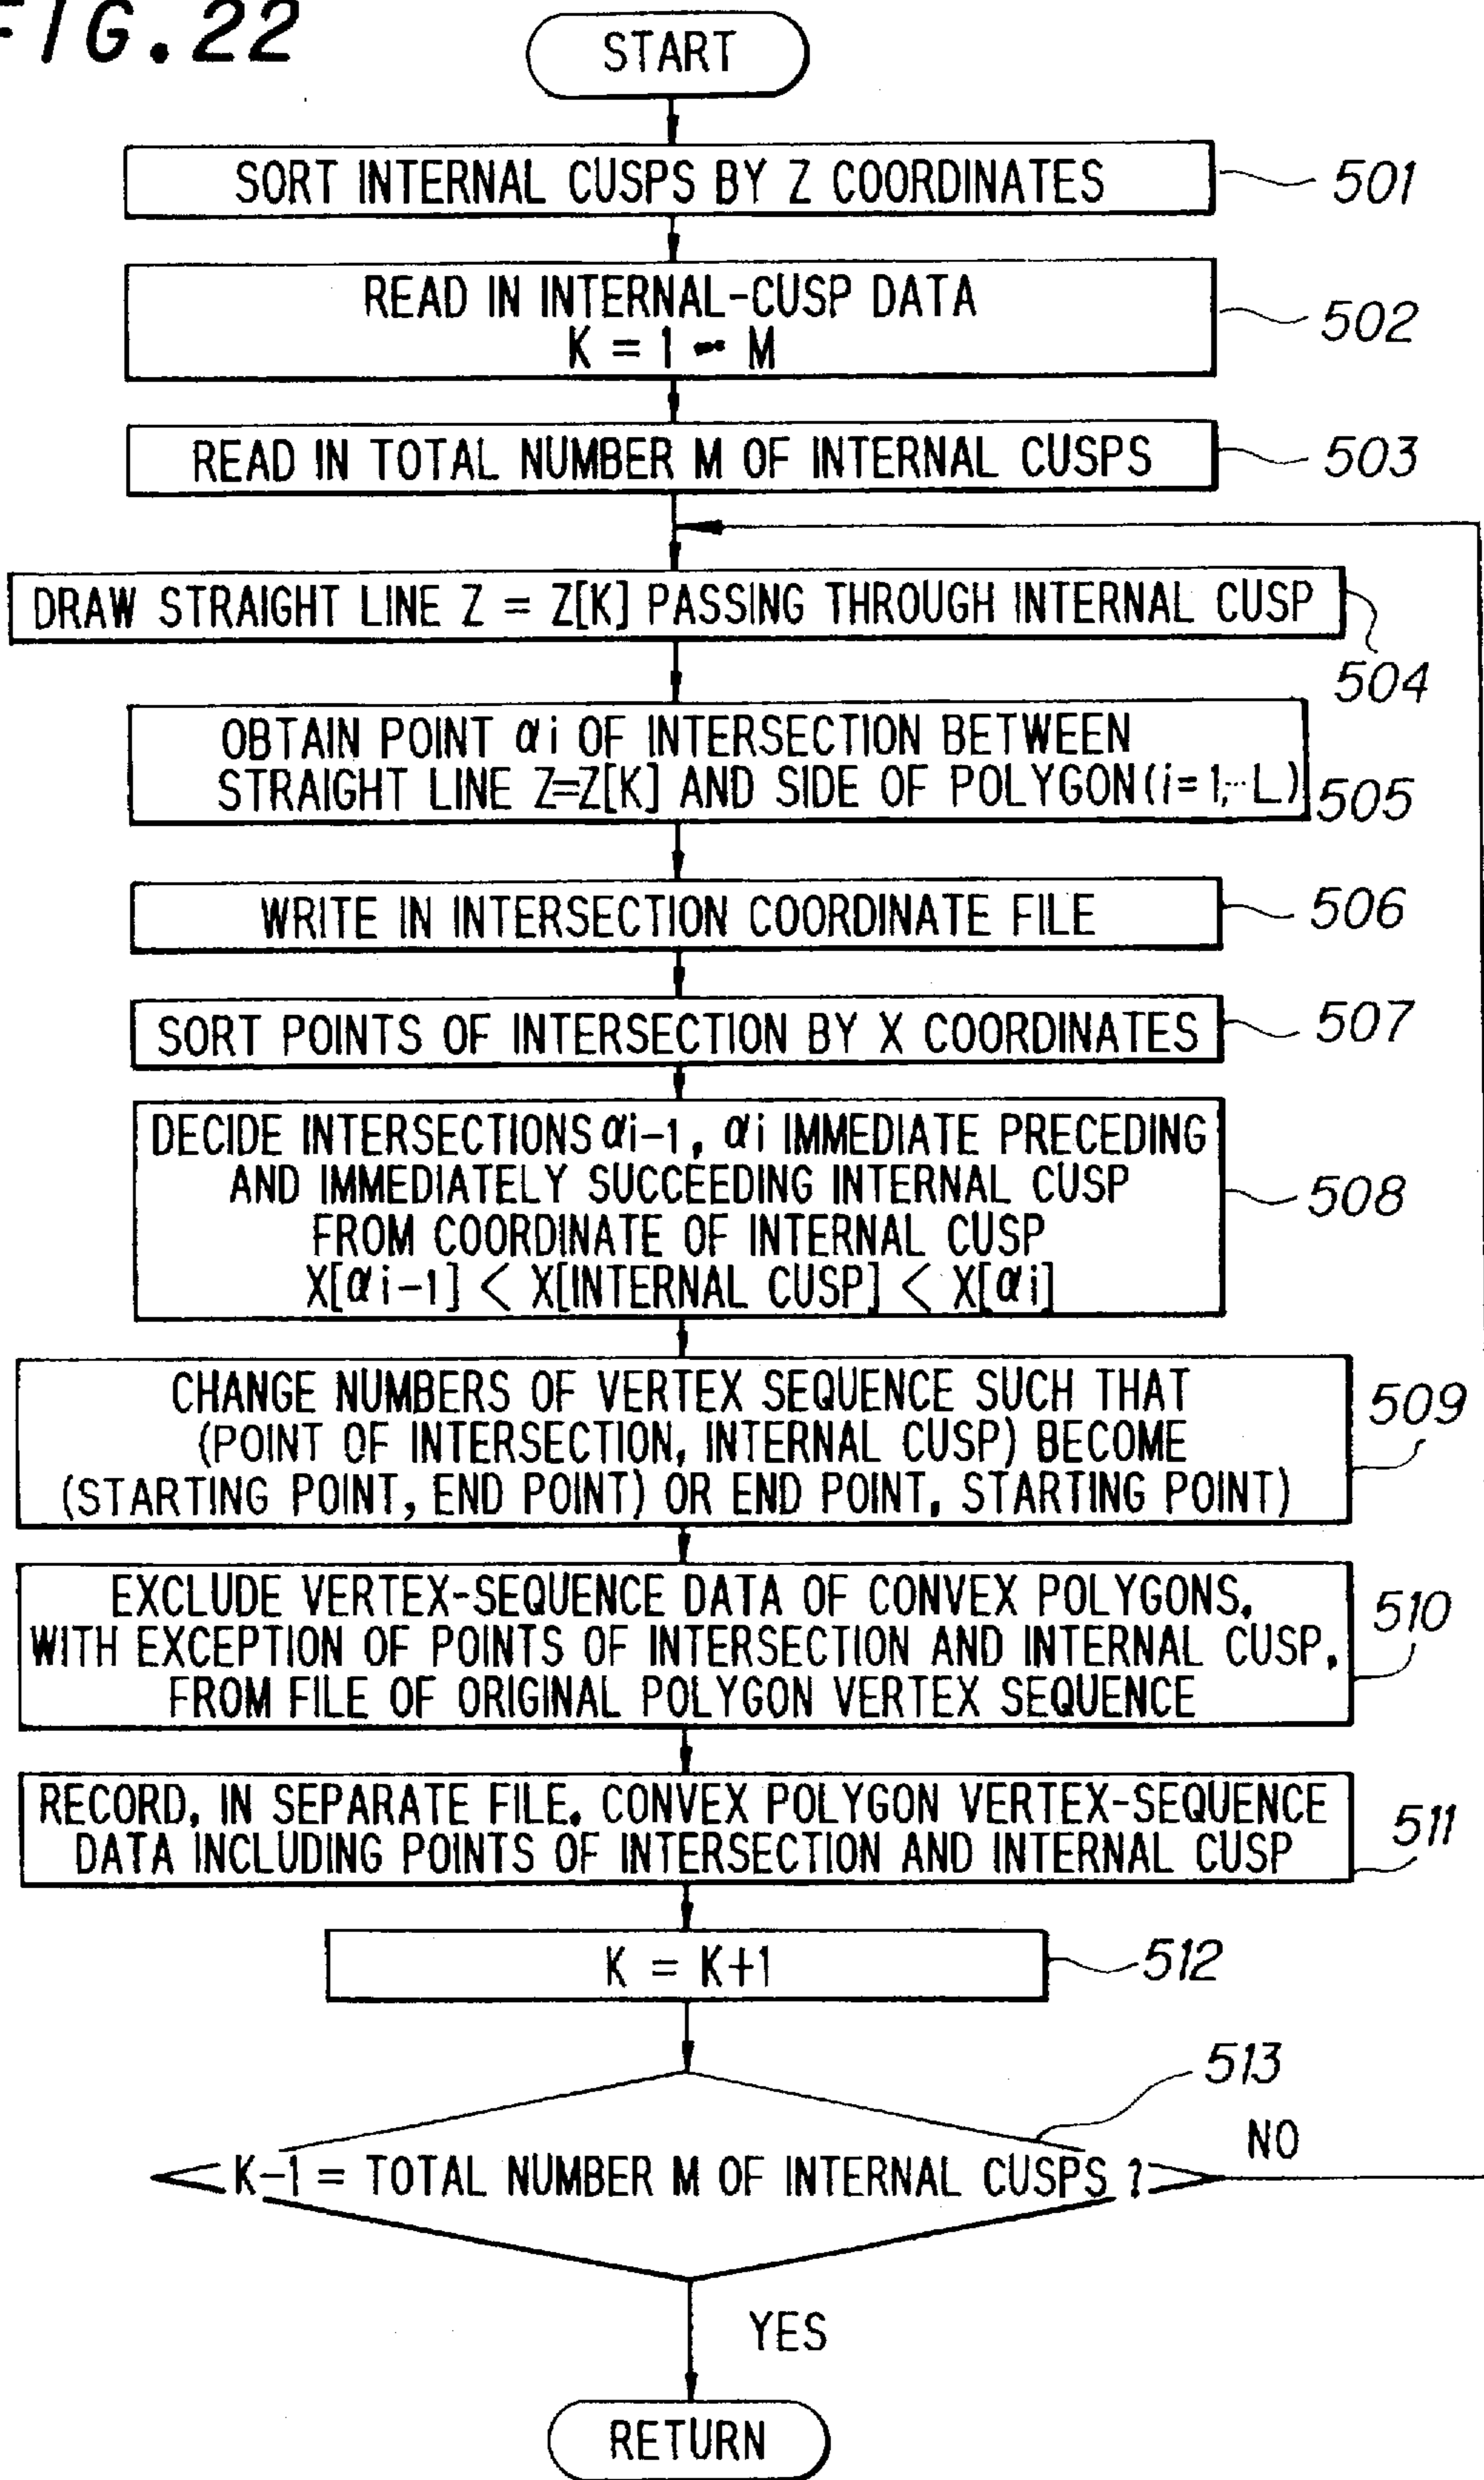 FIG. 22
START
SORT INTERNAL CUSPS BY Z COORDINATES
501
READ IN INTERNAL-CUSP DATA
K = 1 ~ M
502
READ IN TOTAL NUMBER M OF INTERNAL CUSPS
503
DRAW STRAIGHT LINE Z = Z[K] PASSING THROUGH INTERNAL CUSP
504
OBTAIN POINT αi OF INTERSECTION BETWEEN
STRAIGHT LINE Z=Z[K] AND SIDE OF POLYGON (i=1,…L)
505
WRITE IN INTERSECTION COORDINATE FILE
506
SORT POINTS OF INTERSECTION BY X COORDINATES
507
DECIDE INTERSECTIONS αi-1, αi IMMEDIATE PRECEDING
AND IMMEDIATELY SUCCEEDING INTERNAL CUSP
FROM COORDINATE OF INTERNAL CUSP
X[αi-1] < X[INTERNAL CUSP] < X[αi]
508
CHANGE NUMBERS OF VERTEX SEQUENCE SUCH THAT
(POINT OF INTERSECTION, INTERNAL CUSP) BECOME
(STARTING POINT, END POINT) OR END POINT, STARTING POINT)
509
EXCLUDE VERTEX-SEQUENCE DATA OF CONVEX POLYGONS,
WITH EXCEPTION OF POINTS OF INTERSECTION AND INTERNAL CUSP,
FROM FILE OF ORIGINAL POLYGON VERTEX SEQUENCE
510
RECORD, IN SEPARATE FILE, CONVEX POLYGON VERTEX-SEQUENCE
DATA INCLUDING POINTS OF INTERSECTION AND INTERNAL CUSP
511
K = K+1
512
513
K-1 = TOTAL NUMBER M OF INTERNAL CUSPS ?
NO
YES
RETURN